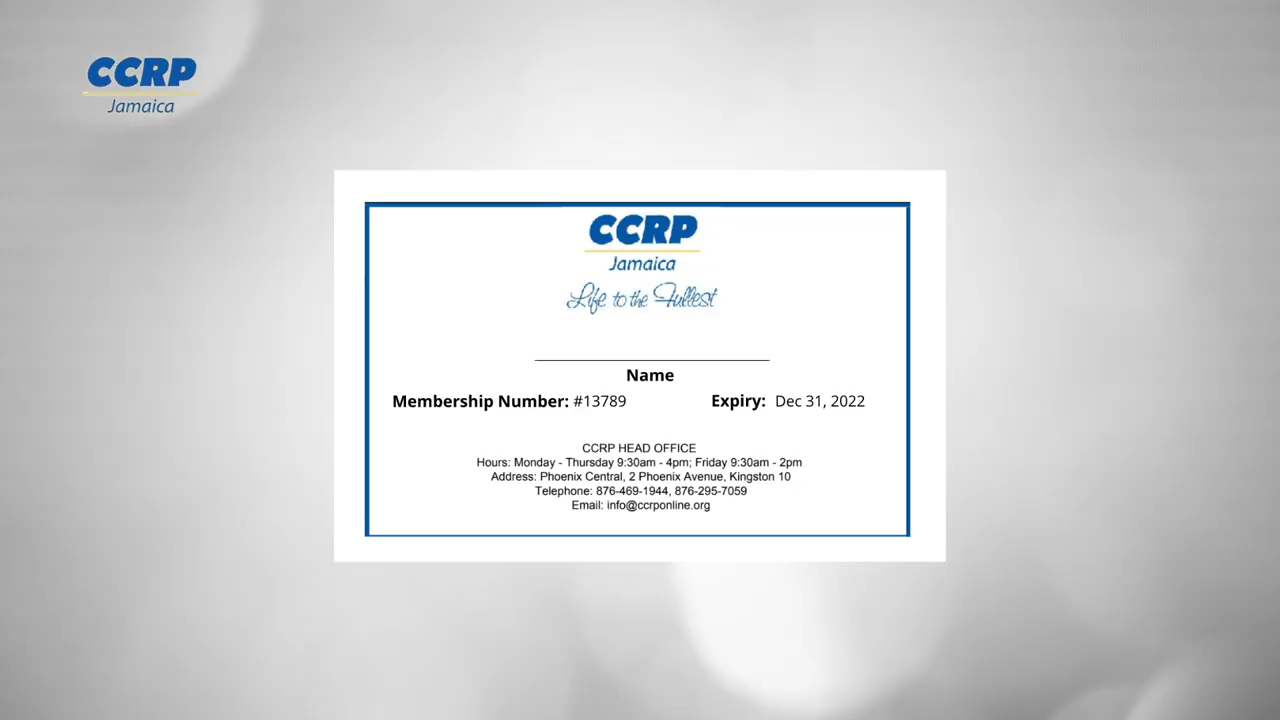 CCRP
Jamaica
CCRP
Jamaica
Life to the Fullest
Name
Membership Number: #13789 Expiry: Dec 31, 2022
CCRP HEAD OFFICE
Hours: Monday - Thursday 9:30am - 4pm; Friday 9:30am - 2pm
Address: Phoenix Central, 2 Phoenix Avenue, Kingston 10
Telephone: 876-469-1944, 876-295-7059
Email: info@ccrponline.org